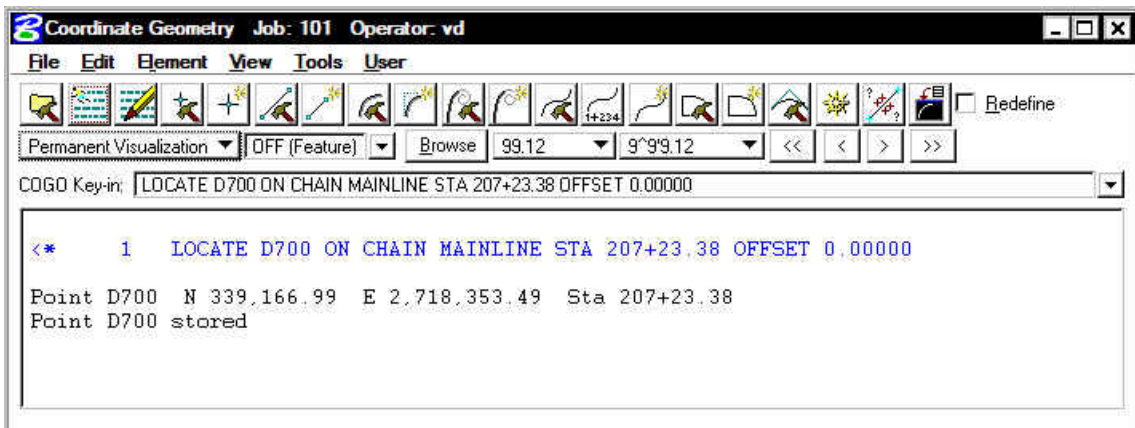 Coordinate Geometry Job: 101 Operator: vd
File Edit Element View Tools User
1+234 ? ? Redefine
Permanent Visualization OFF (Feature) Browse 99.12 9^9'9.12 << < > >>
COGO Key-in: LOCATE D700 ON CHAIN MAINLINE STA 207+23.38 OFFSET 0.00000
<* 1 LOCATE D700 ON CHAIN MAINLINE STA 207+23.38 OFFSET 0.00000
Point D700 N 339,166.99 E 2,718,353.49 Sta 207+23.38
Point D700 stored